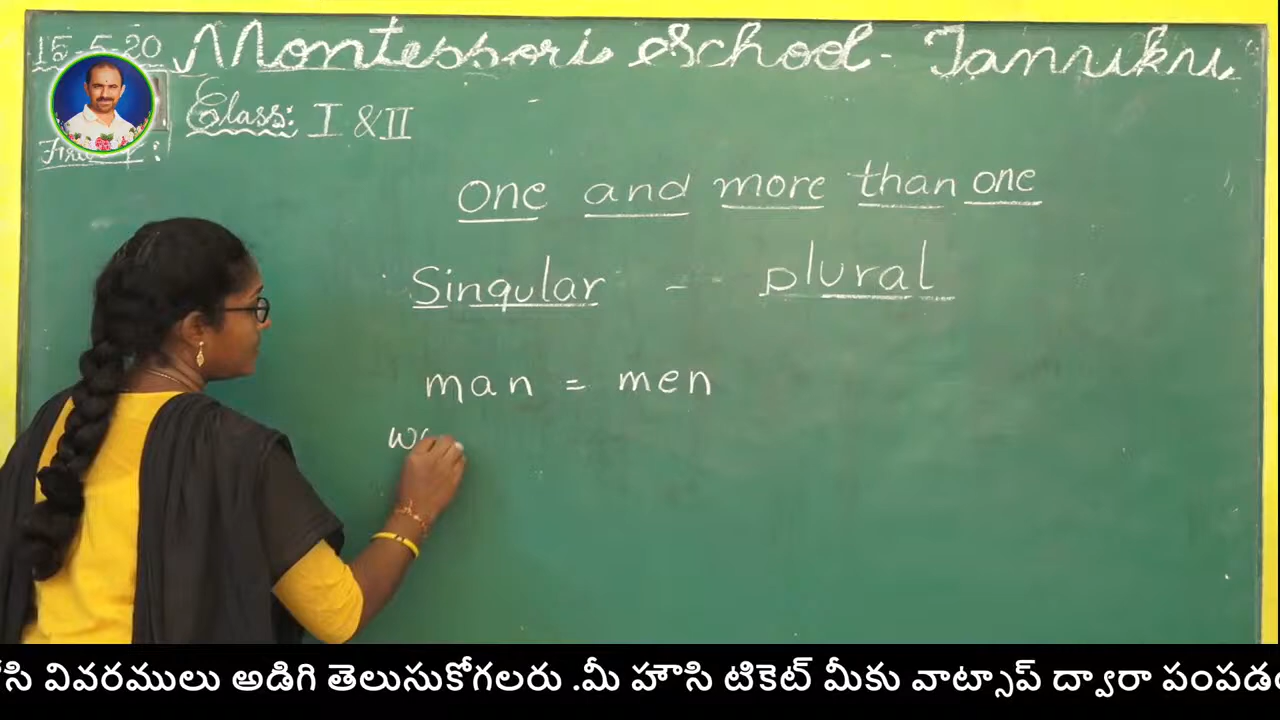 15-5-20 Montessori School - Tanuku
Class: I & II
One and more than one
Singular - plural
man = men
wo
సి వివరములు అడిగి తెలుసుకోగలరు .మీ హౌసి టికెట్ మీకు వాట్సాప్ ద్వారా పంపడ